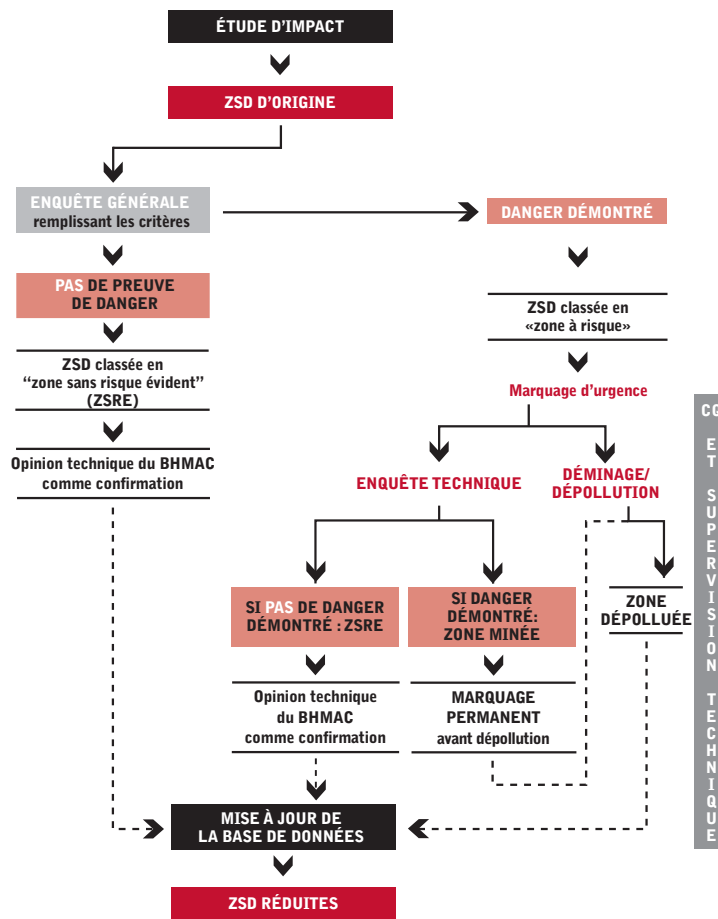 ÉTUDE D'IMPACT
ZSD D'ORIGINE
ENQUÊTE GÉNÉRALE
remplissant les critères
DANGER DÉMONTRÉ
PAS DE PREUVE
DE DANGER
ZSD classée en
«zone à risque»
ZSD classée en
“zone sans risque évident”
(ZSRE)
Marquage d'urgence
Opinion technique du BHMAC
comme confirmation
ENQUÊTE TECHNIQUE
DÉMINAGE/
DÉPOLLUTION
SI PAS DE DANGER
DÉMONTRÉ : ZSRE
SI DANGER
DÉMONTRÉ:
ZONE MINÉE
ZONE
DÉPOLLUÉE
Opinion technique
du BHMAC
comme confirmation
MARQUAGE
PERMANENT
avant dépollution
MISE À JOUR DE
LA BASE DE DONNÉES
ZSD RÉDUITES
ET SUPERVISION TECHNIQUE